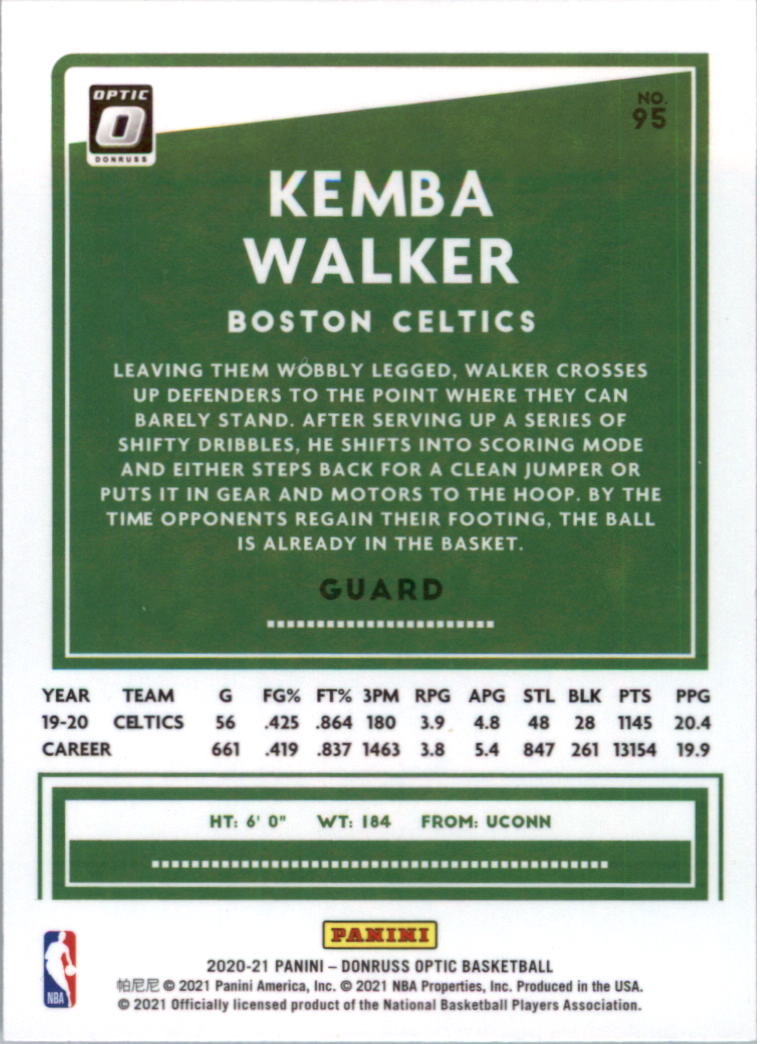 OPTIC
DONRUSS
NO.
95
KEMBA
WALKER
BOSTON CELTICS
LEAVING THEM WOBBLY LEGGED, WALKER CROSSES
UP DEFENDERS TO THE POINT WHERE THEY CAN
BARELY STAND. AFTER SERVING UP A SERIES OF
SHIFTY DRIBBLES, HE SHIFTS INTO SCORING MODE
AND EITHER STEPS BACK FOR A CLEAN JUMPER OR
PUTS IT IN GEAR AND MOTORS TO THE HOOP. BY THE
TIME OPPONENTS REGAIN THEIR FOOTING, THE BALL
IS ALREADY IN THE BASKET.
GUARD
YEAR TEAM G FG% FT% 3PM RPG APG STL BLK PTS PPG
19-20 CELTICS 56 .425 .864 180 3.9 4.8 48 28 1145 20.4
CAREER 661 .419 .837 1463 3.8 5.4 847 261 13154 19.9
HT: 6' 0" WT: 184 FROM: UCONN
PANINI
2020-21 PANINI – DONRUSS OPTIC BASKETBALL
帕尼尼 © 2021 Panini America, Inc. © 2021 NBA Properties, Inc. Produced in the USA.
© 2021 Officially licensed product of the National Basketball Players Association.
NBA